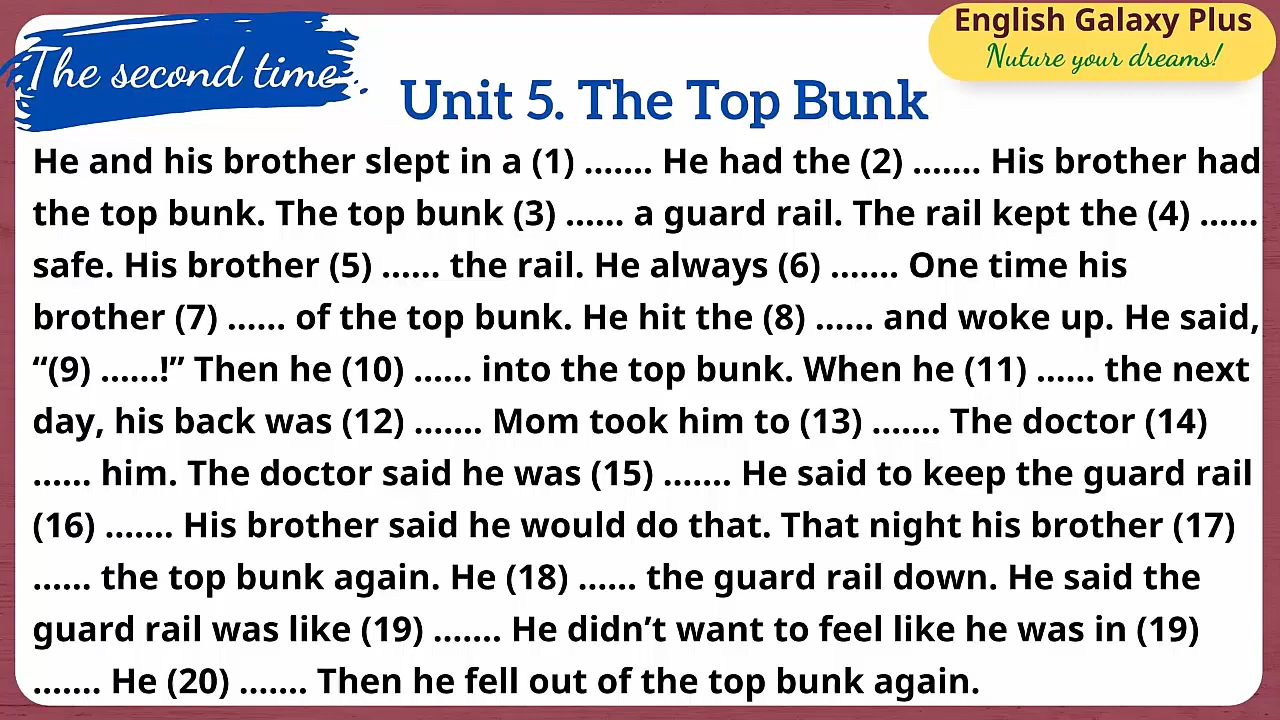 The second time
English Galaxy Plus
Nuture your dreams!
Unit 5. The Top Bunk
He and his brother slept in a (1) ....... He had the (2) ....... His brother had
the top bunk. The top bunk (3) ...... a guard rail. The rail kept the (4) ......
safe. His brother (5) ...... the rail. He always (6) ....... One time his
brother (7) ...... of the top bunk. He hit the (8) ...... and woke up. He said,
“(9) ......!” Then he (10) ...... into the top bunk. When he (11) ...... the next
day, his back was (12) ....... Mom took him to (13) ....... The doctor (14)
...... him. The doctor said he was (15) ....... He said to keep the guard rail
(16) ....... His brother said he would do that. That night his brother (17)
...... the top bunk again. He (18) ...... the guard rail down. He said the
guard rail was like (19) ....... He didn’t want to feel like he was in (19)
....... He (20) ....... Then he fell out of the top bunk again.